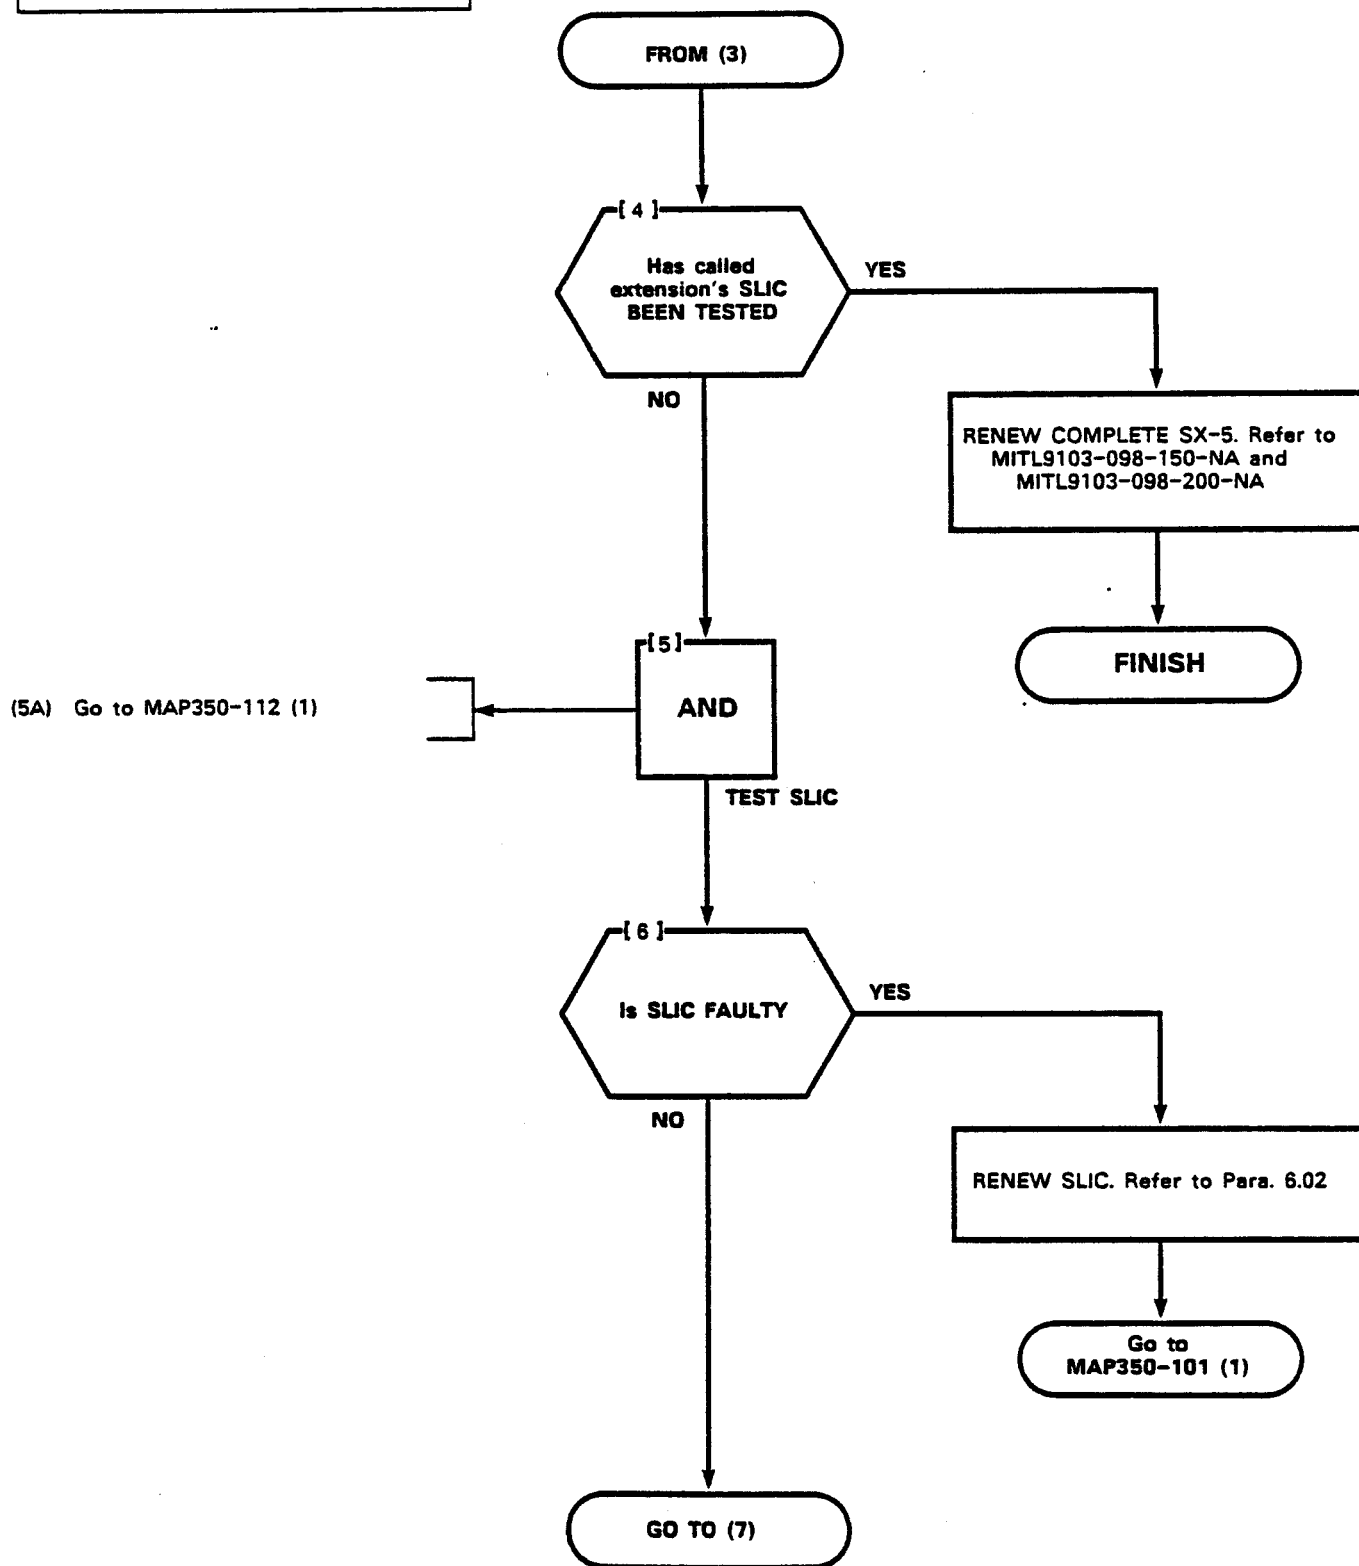 FROM (3)
[4]
Has called
extension's SLIC
BEEN TESTED
YES
NO
RENEW COMPLETE SX-5. Refer to
MITL9103-098-150-NA and
MITL9103-098-200-NA
FINISH
[5]
AND
(5A) Go to MAP350-112 (1)
TEST SLIC
[6]
Is SLIC FAULTY
YES
NO
RENEW SLIC. Refer to Para. 6.02
Go to
MAP350-101 (1)
GO TO (7)